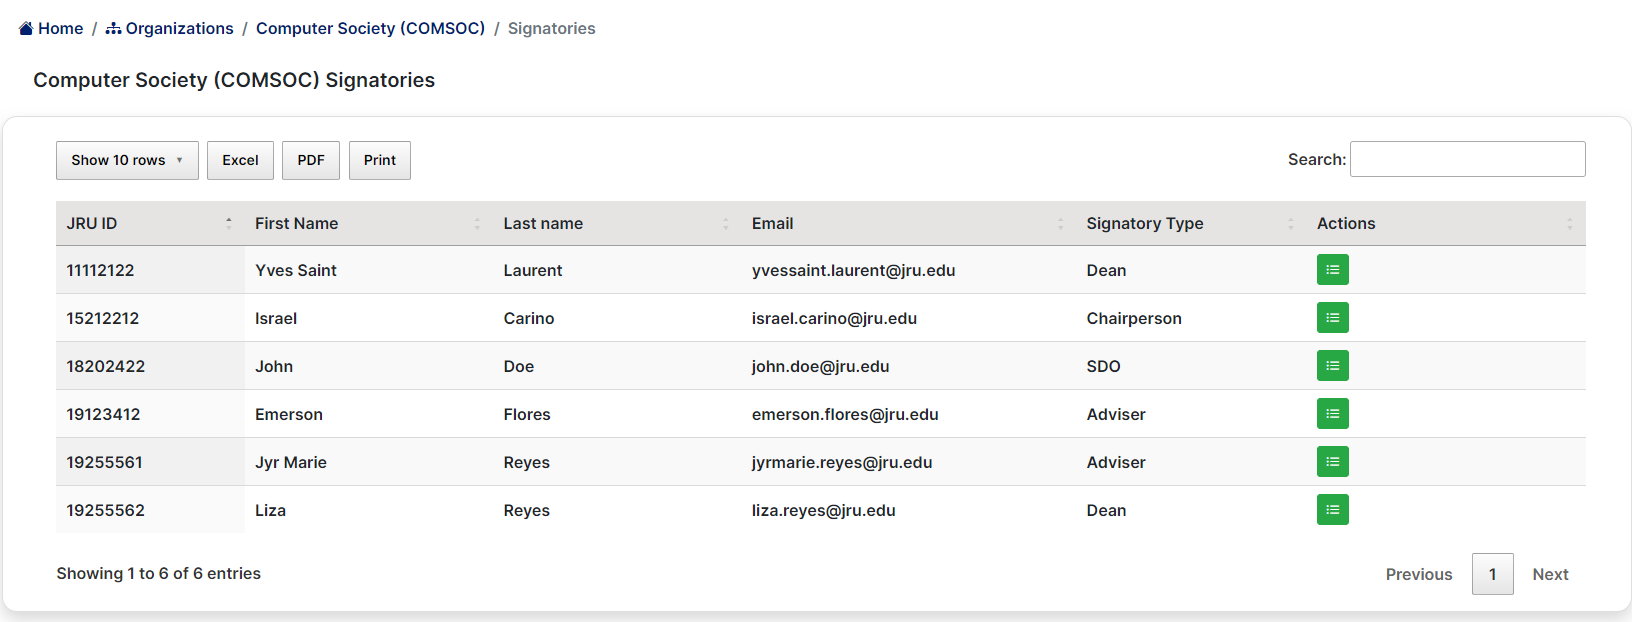 Home / Organizations / Computer Society (COMSOC) / Signatories
Computer Society (COMSOC) Signatories
Show 10 rows Excel PDF Print Search:
JRU ID First Name Last name Email Signatory Type Actions
11112122 Yves Saint Laurent yvessaint.laurent@jru.edu Dean
15212212 Israel Carino israel.carino@jru.edu Chairperson
18202422 John Doe john.doe@jru.edu SDO
19123412 Emerson Flores emerson.flores@jru.edu Adviser
19255561 Jyr Marie Reyes jyrmarie.reyes@jru.edu Adviser
19255562 Liza Reyes liza.reyes@jru.edu Dean
Showing 1 to 6 of 6 entries Previous 1 Next